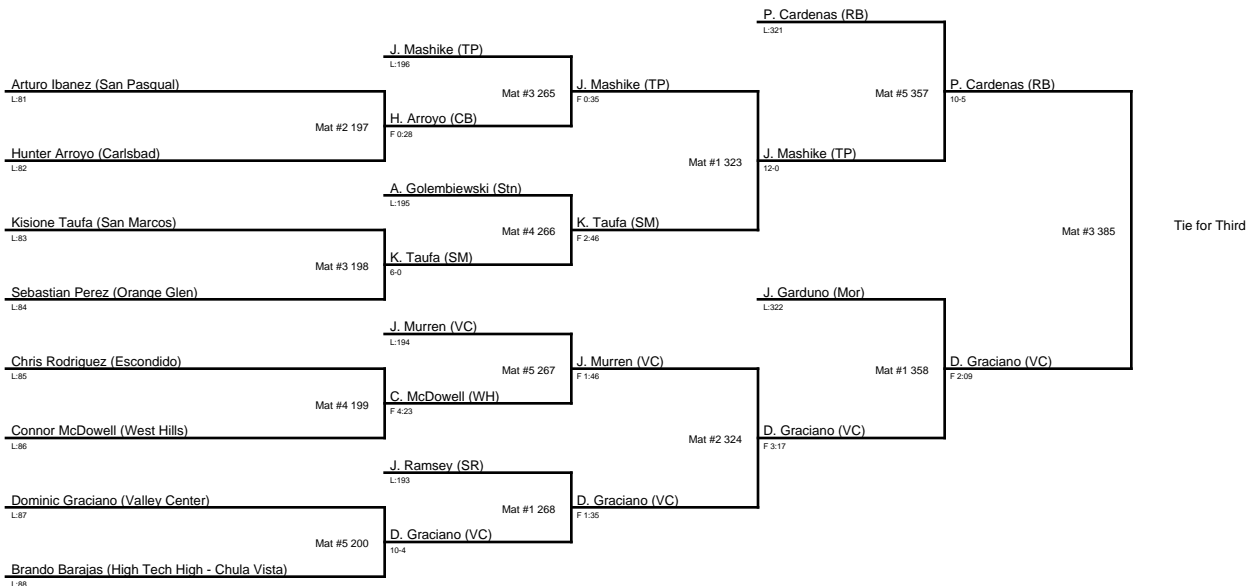 P. Cardenas (RB)
L:321
J. Mashike (TP)
L:196
Arturo Ibanez (San Pasqual)
L:81
Mat #3 265
J. Mashike (TP)
F 0:35
Mat #5 357
P. Cardenas (RB)
10-5
Mat #2 197
H. Arroyo (CB)
F 0:28
Hunter Arroyo (Carlsbad)
L:82
Mat #1 323
J. Mashike (TP)
12-0
A. Golembiewski (Stn)
L:195
Kisione Taufa (San Marcos)
L:83
Mat #4 266
K. Taufa (SM)
F 2:46
Mat #3 385
Tie for Third
Mat #3 198
K. Taufa (SM)
6-0
Sebastian Perez (Orange Glen)
L:84
J. Garduno (Mor)
L:322
J. Murren (VC)
L:194
Chris Rodriguez (Escondido)
L:85
Mat #5 267
J. Murren (VC)
F 1:46
Mat #1 358
D. Graciano (VC)
F 2:09
Mat #4 199
C. McDowell (WH)
F 4:23
Connor McDowell (West Hills)
L:86
Mat #2 324
D. Graciano (VC)
F 3:17
J. Ramsey (SR)
L:193
Dominic Graciano (Valley Center)
L:87
Mat #1 268
D. Graciano (VC)
F 1:35
Mat #5 200
D. Graciano (VC)
10-4
Brando Barajas (High Tech High - Chula Vista)
L:88